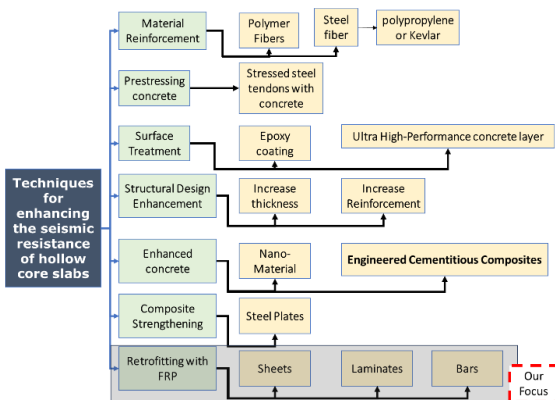 Techniques
for
enhancing
the seismic
resistance
of hollow
core slabs
Material
Reinforcement
Polymer
Fibers
Steel
fiber
polypropylene
or Kevlar
Prestressing
concrete
Stressed steel
tendons with
concrete
Surface
Treatment
Epoxy
coating
Ultra High-Performance concrete layer
Structural Design
Enhancement
Increase
thickness
Increase
Reinforcement
Enhanced
concrete
Nano-
Material
Engineered Cementitious Composites
Composite
Strengthening
Steel Plates
Retrofitting with
FRP
Sheets
Laminates
Bars
Our
Focus